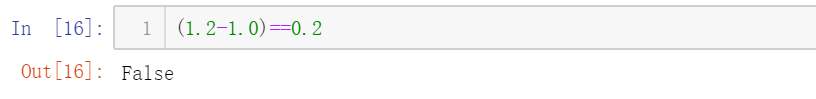 In [16]: 1 (1.2-1.0)==0.2
Out[16]: False